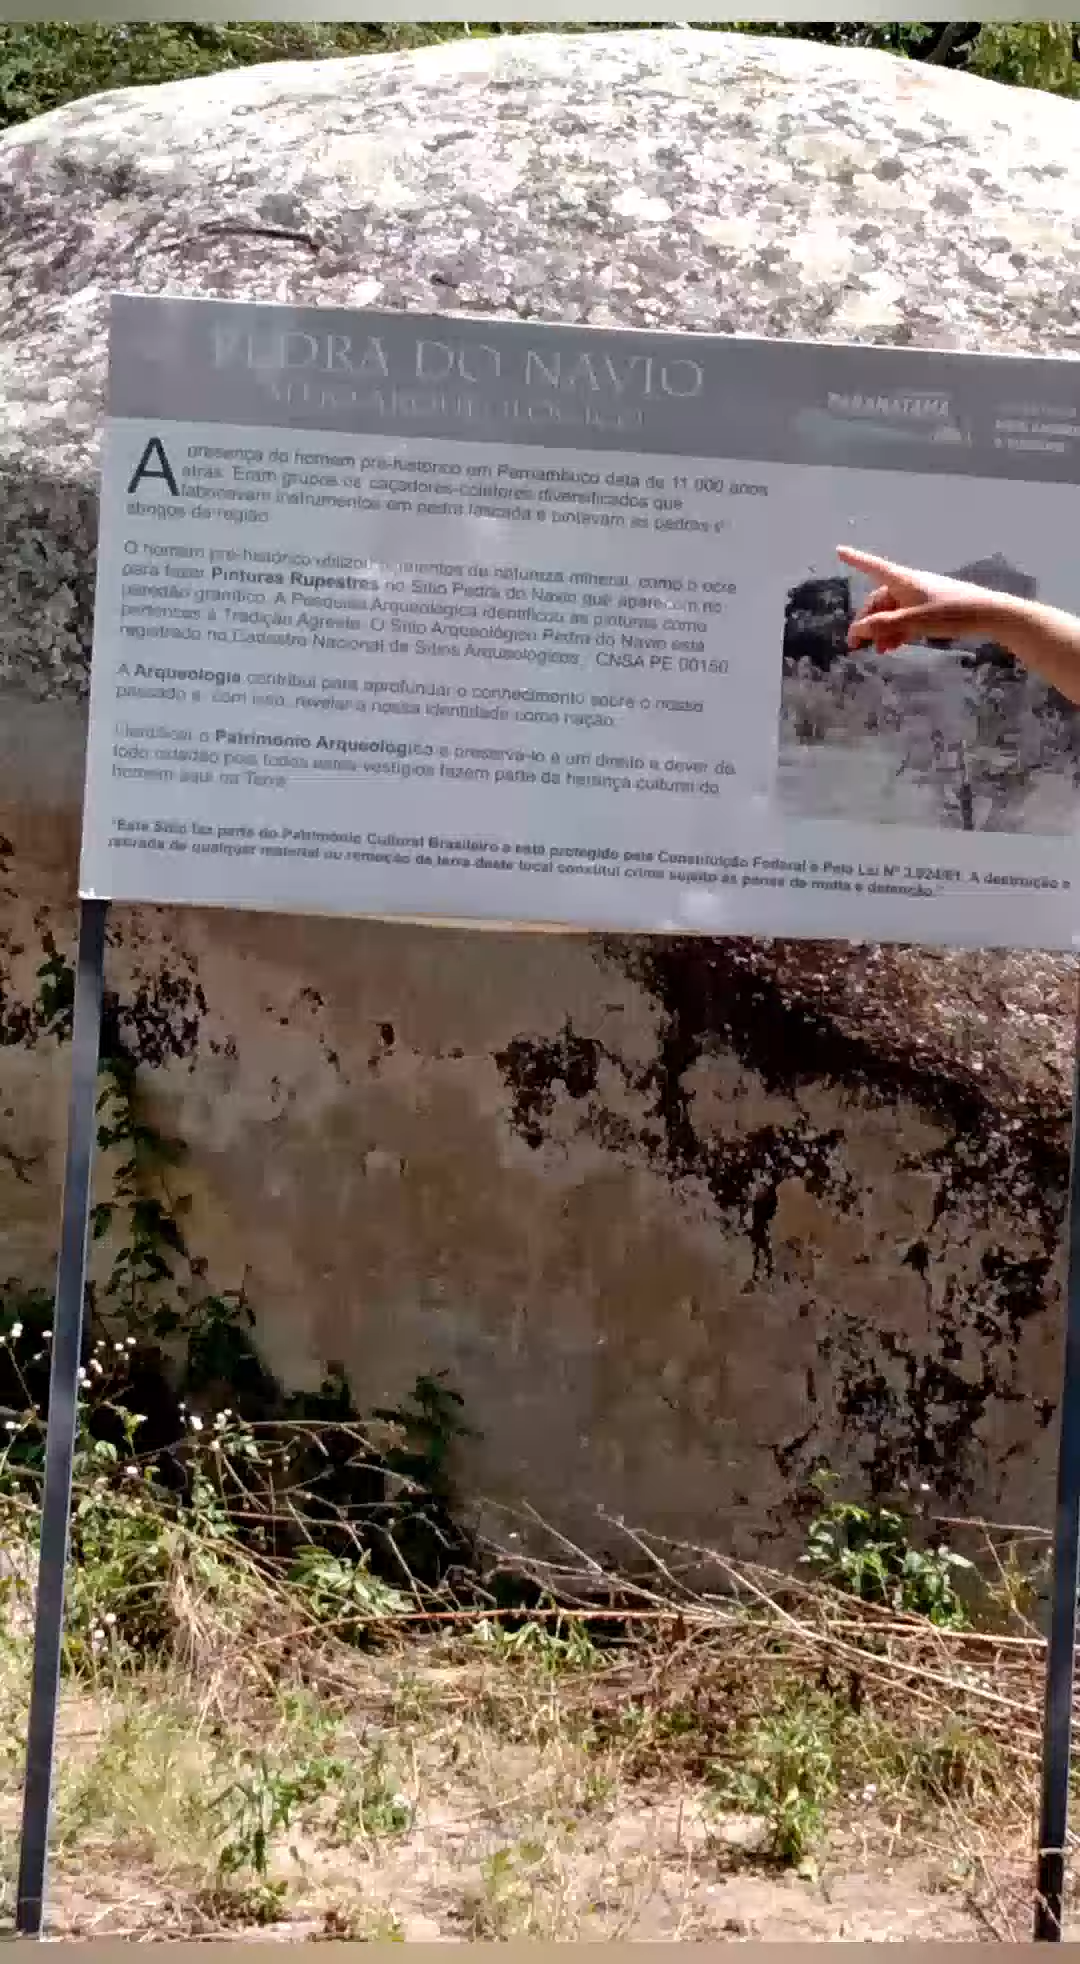 PEDRA DO NAVIO
SÍTIO ARQUEOLÓGICO
PARANATAMA
A presença do homem pré-histórico em Pernambuco data de 11.000 anos
atrás. Eram grupos de caçadores-coletores diversificados que
fabricavam instrumentos em pedra lascada e pintavam as pedras e
abrigos da região.
O homem pré-histórico utilizou de natureza mineral, como o ocre
para fazer Pinturas Rupestres no Sítio Pedra do Navio que aparecem no
paredão granítico. A Pesquisa Arqueológica identificou as pinturas como
pertences à Tradição Agreste. O Sítio Arqueológico Pedra do Navio está
registrado no Cadastro Nacional de Sítios Arqueológicos, CNSA PE 00150.
A Arqueologia contribui para aprofundar o conhecimento sobre o nosso
passado e, com isso, revelar a nossa identidade como nação.
Identificar o Patrimônio Arqueológico e preservá-lo é um direito e dever de
todo cidadão pois todos estes vestígios fazem parte da herança cultural do
homem aqui na Terra.
"Este Sítio faz parte do Patrimônio Cultural Brasileiro e está protegido pela Constituição Federal e Pela Lei Nº 3.924/61. A destruição e
retirada de qualquer material ou remoção de terra deste local constitui crime sujeito às penas de multa e detenção."